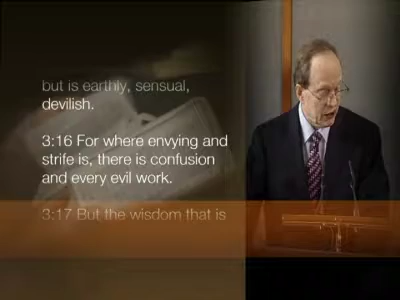 but is earthly, sensual,
devilish.
3:16 For where envying and
strife is, there is confusion
and every evil work.
3:17 But the wisdom that is